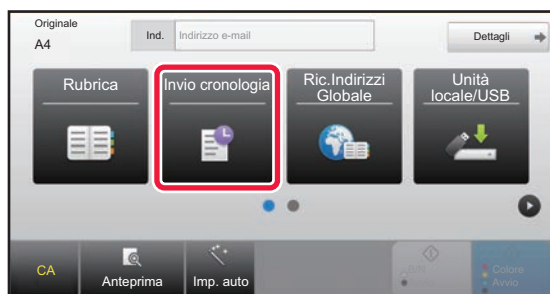 Originale
A4
Ind.
Indirizzo e-mail
Dettagli
Rubrica
Invio cronologia
Ric.Indirizzi
Globale
Unità
locale/USB
CA
Anteprima
Imp. auto
B/N
Colore
Avvio